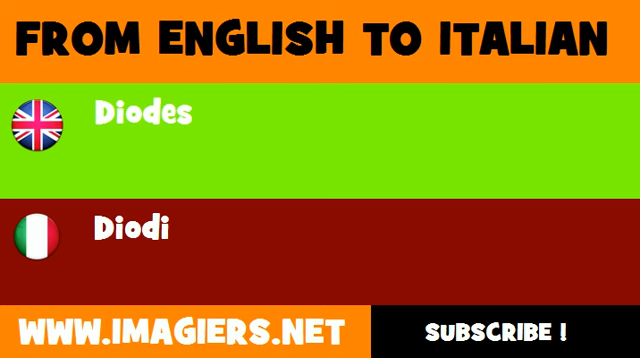 FROM ENGLISH TO ITALIAN
Diodes
Diodi
WWW.IMAGIERS.NET
SUBSCRIBE !